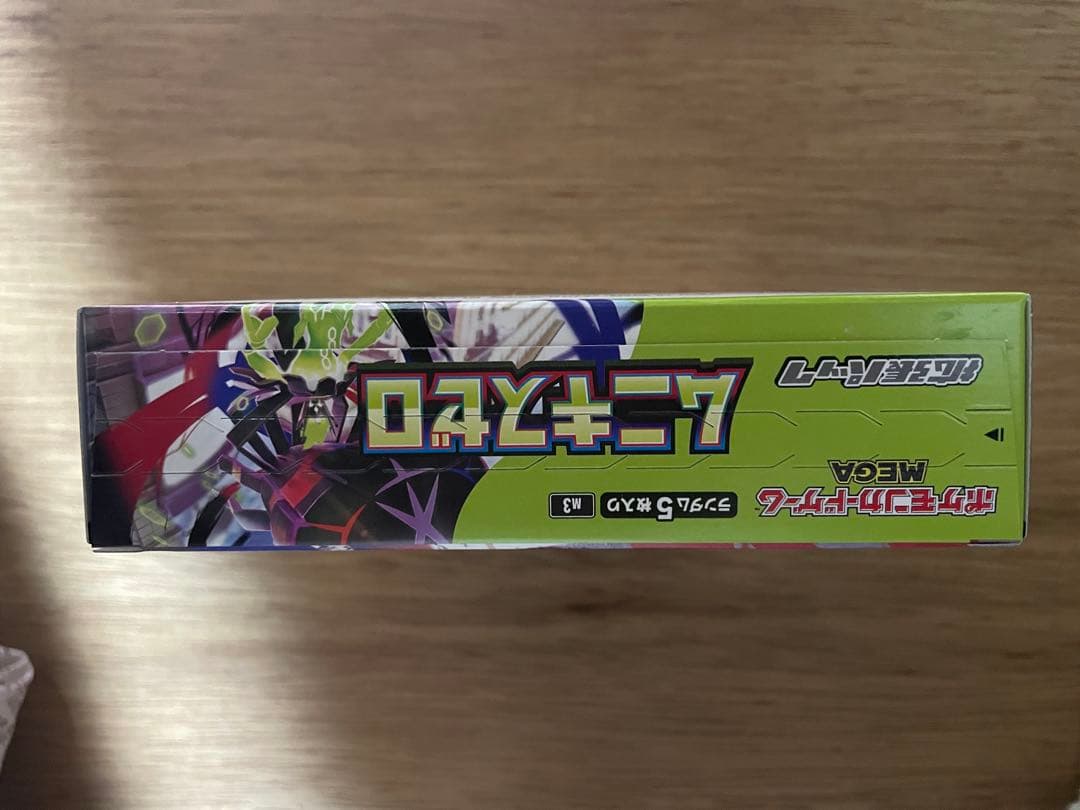 ポケモンカードゲーム
MEGA
拡張パック
ムニキスゼロ
ランダム5枚入り
M3